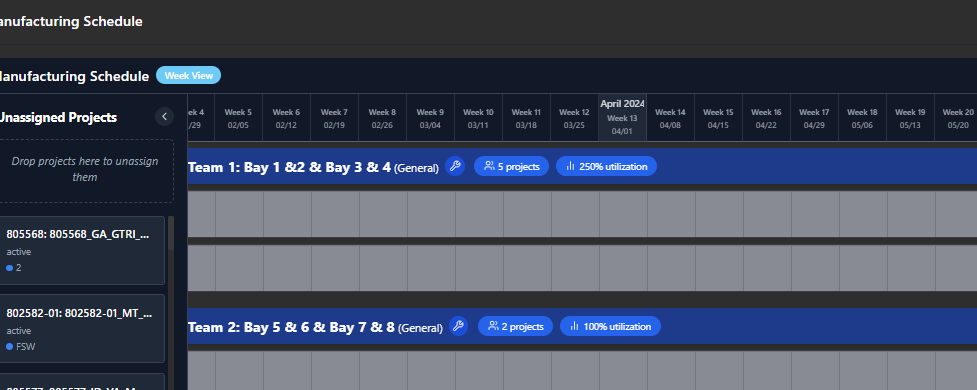 anufacturing Schedule
anufacturing Schedule Week View
Unassigned Projects
Drop projects here to unassign
them
805568: 805568_GA_GTRI_...
active
2
802582-01: 802582-01_MT_...
active
FSW
April 2024
ek 4 Week 5 Week 6 Week 7 Week 8 Week 9 Week 10 Week 11 Week 12 Week 13 Week 14 Week 15 Week 16 Week 17 Week 18 Week 19 Week 20
/29 02/05 02/12 02/19 02/26 03/04 03/11 03/18 03/25 04/01 04/08 04/15 04/22 04/29 05/06 05/13 05/20
Team 1: Bay 1 &2 & Bay 3 & 4 (General) 5 projects 250% utilization
Team 2: Bay 5 & 6 & Bay 7 & 8 (General) 2 projects 100% utilization